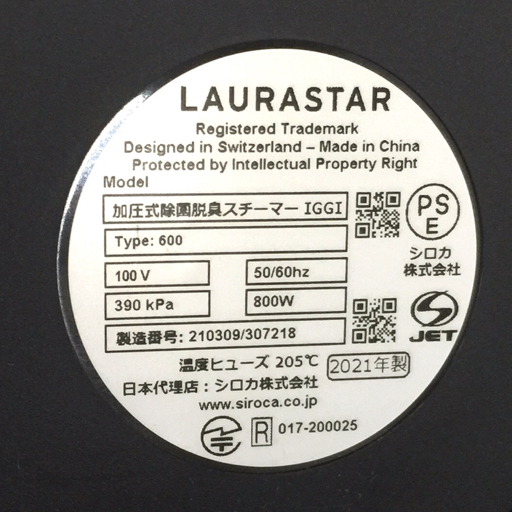 LAURASTAR
Registered Trademark
Designed in Switzerland – Made in China
Protected by Intellectual Property Right
Model
加圧式除菌脱臭スチーマー IGGI
Type: 600
100 V 50/60hz
390 kPa 800W
製造番号: 210309/307218
PS
E
シロカ
株式会社
JET
温度ヒューズ 205℃ 2021年製
日本代理店：シロカ株式会社
www.siroca.co.jp
R 017-200025